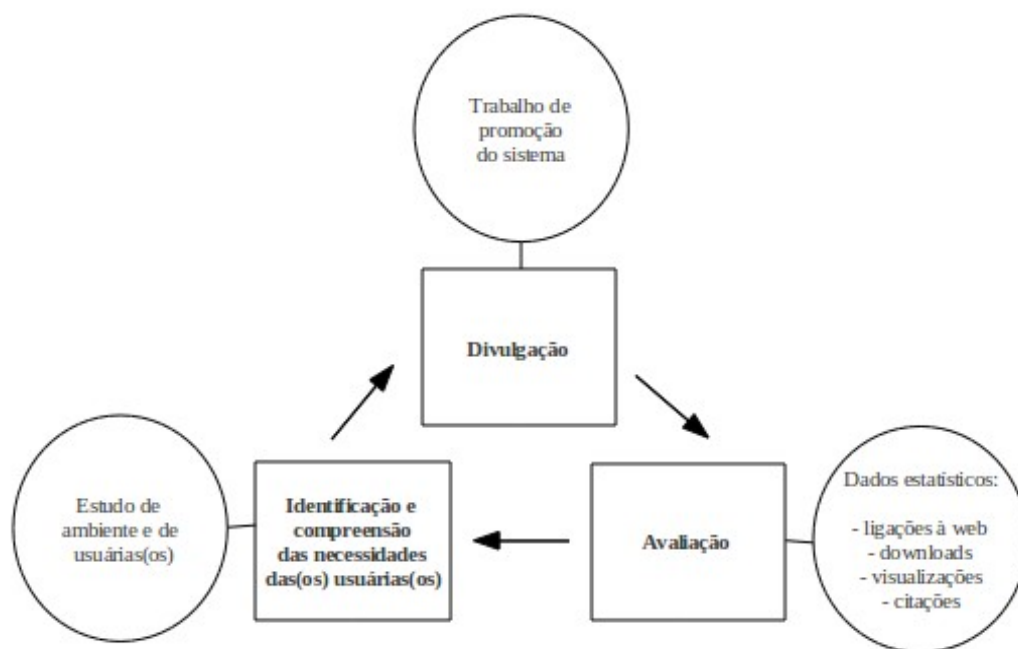 Trabalho de
promoção
do sistema
Divulgação
Estudo de
ambiente e de
usuárias(os)
Identificação e
compreensão
das necessidades
das(os) usuárias(os)
Avaliação
Dados estatísticos:
- ligações à web
- downloads
- visualizações
- citações